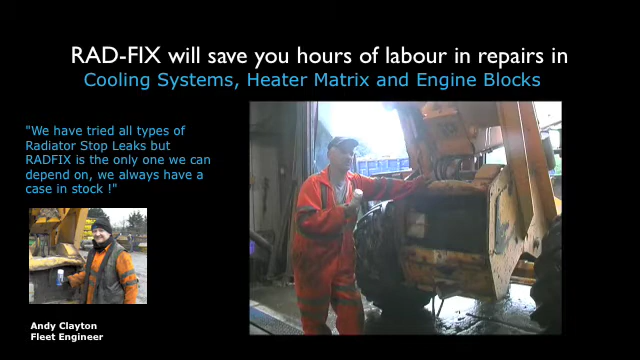 RAD-FIX will save you hours of labour in repairs in
Cooling Systems, Heater Matrix and Engine Blocks
"We have tried all types of
Radiator Stop Leaks but
RADFIX is the only one we can
depend on, we always have a
case in stock !"
Andy Clayton
Fleet Engineer